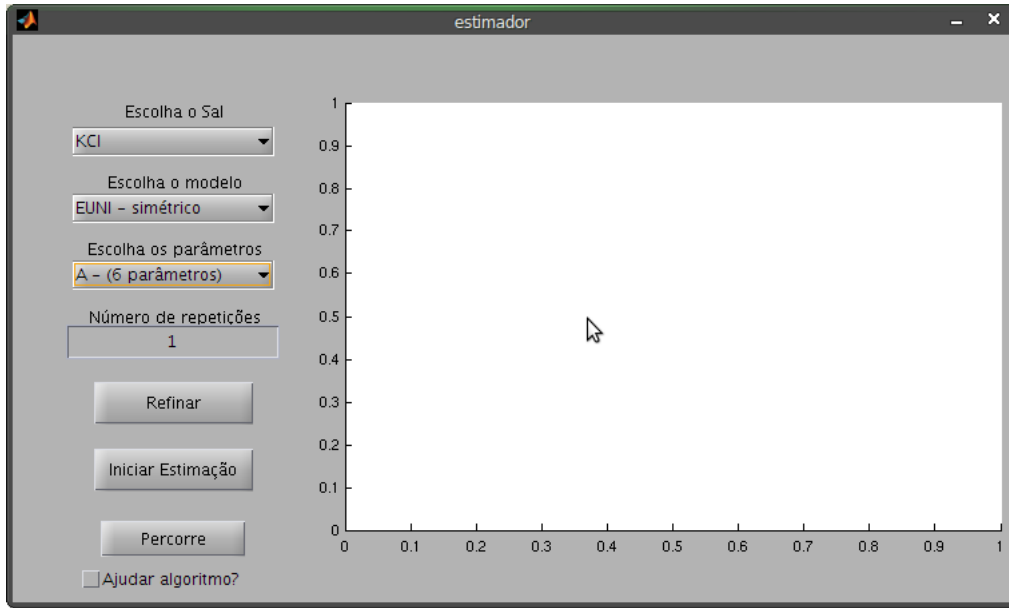 estimador
Escolha o Sal
KCl
Escolha o modelo
EUNI - simétrico
Escolha os parâmetros
A - (6 parâmetros)
Número de repetições
1
Refinar
Iniciar Estimação
Percorre
Ajudar algoritmo?
1
0.9
0.8
0.7
0.6
0.5
0.4
0.3
0.2
0.1
0
0 0.1 0.2 0.3 0.4 0.5 0.6 0.7 0.8 0.9 1